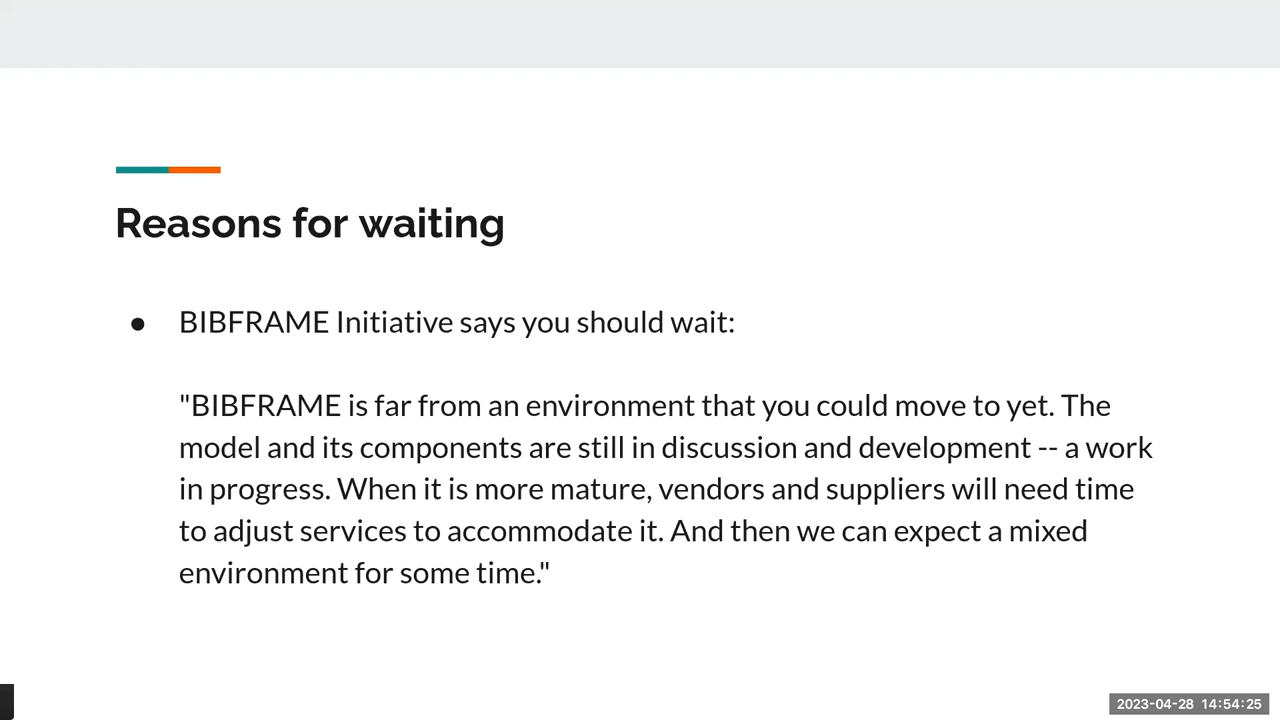 Reasons for waiting
● BIBFRAME Initiative says you should wait:
"BIBFRAME is far from an environment that you could move to yet. The
model and its components are still in discussion and development -- a work
in progress. When it is more mature, vendors and suppliers will need time
to adjust services to accommodate it. And then we can expect a mixed
environment for some time."
2023-04-28 14:54:25